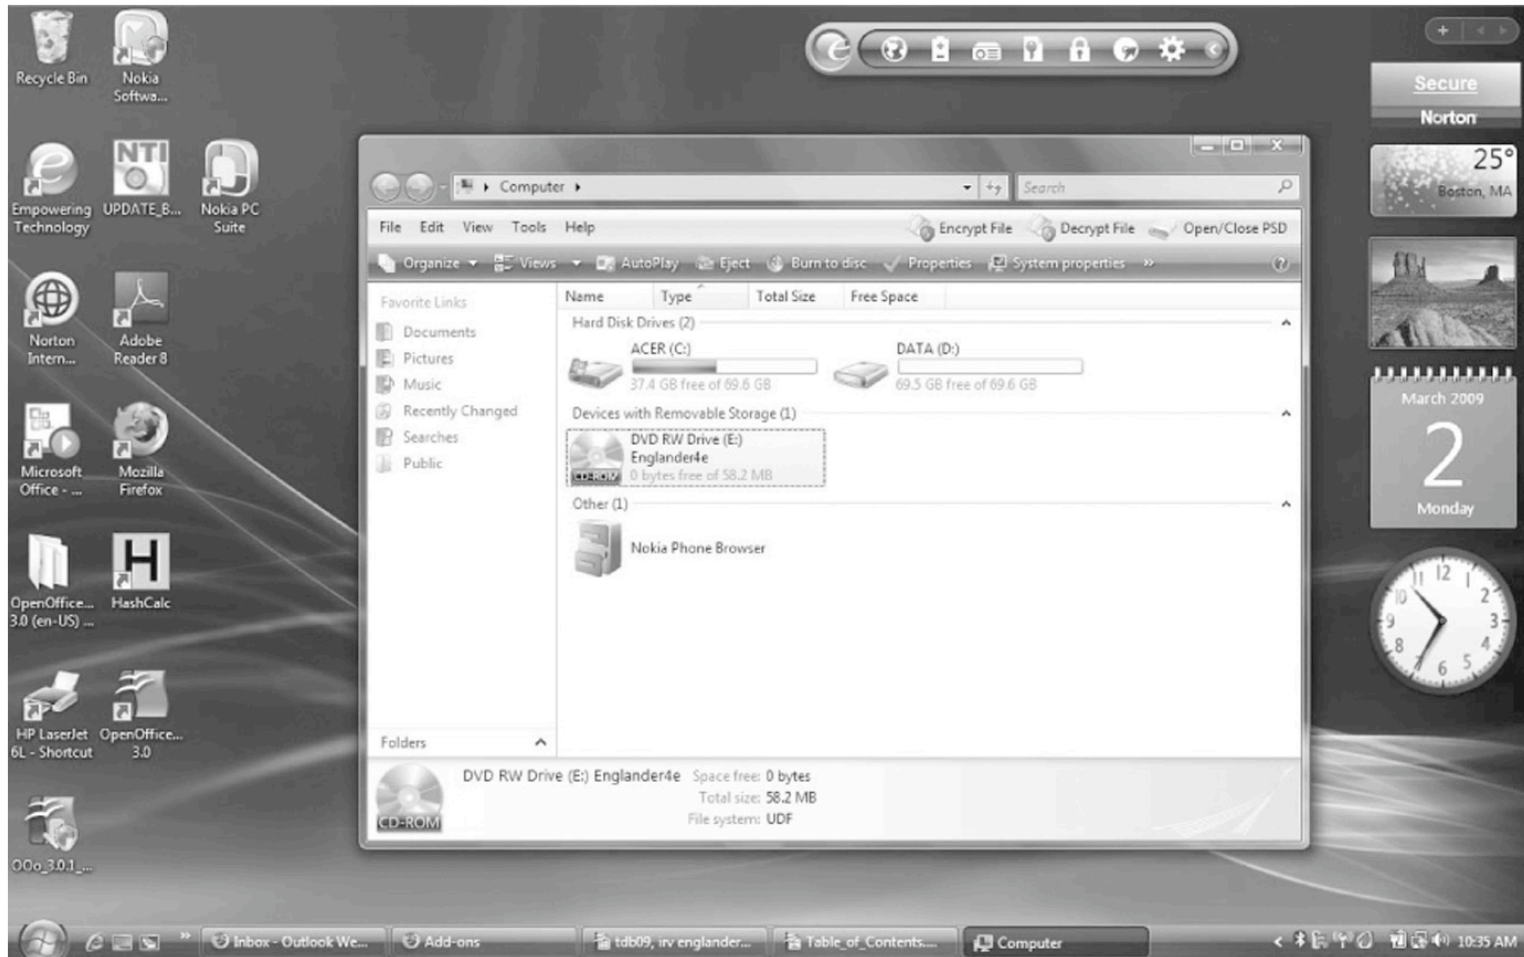 Recycle Bin
Nokia
Softwa...
Empowering
Technology
NTI
UPDATE_B...
Nokia PC
Suite
Norton
Intern...
Adobe
Reader 8
Microsoft
Office - ...
Mozilla
Firefox
OpenOffice...
3.0 (en-US) ...
H
HashCalc
HP LaserJet
6L - Shortcut
OpenOffice...
3.0
OOo_3.0.1_...
Computer
Search
File Edit View Tools Help
Encrypt File Decrypt File Open/Close PSD
Organize Views AutoPlay Eject Burn to disc Properties System properties »
Favorite Links
Documents
Pictures
Music
Recently Changed
Searches
Public
Folders
Name Type Total Size Free Space
Hard Disk Drives (2)
ACER (C:)
37.4 GB free of 69.6 GB
DATA (D:)
69.5 GB free of 69.6 GB
Devices with Removable Storage (1)
DVD RW Drive (E:)
Englander4e
CD-ROM
0 bytes free of 58.2 MB
Other (1)
Nokia Phone Browser
DVD RW Drive (E:) Englander4e Space free: 0 bytes
Total size: 58.2 MB
CD-ROM
File system: UDF
Secure
Norton
25°
Boston, MA
March 2009
2
Monday
12
1
2
3
4
5
6
7
8
9
10
11
» Inbox - Outlook We... Add-ons tdb09, irv englander... Table_of_Contents.... Computer < 10:35 AM